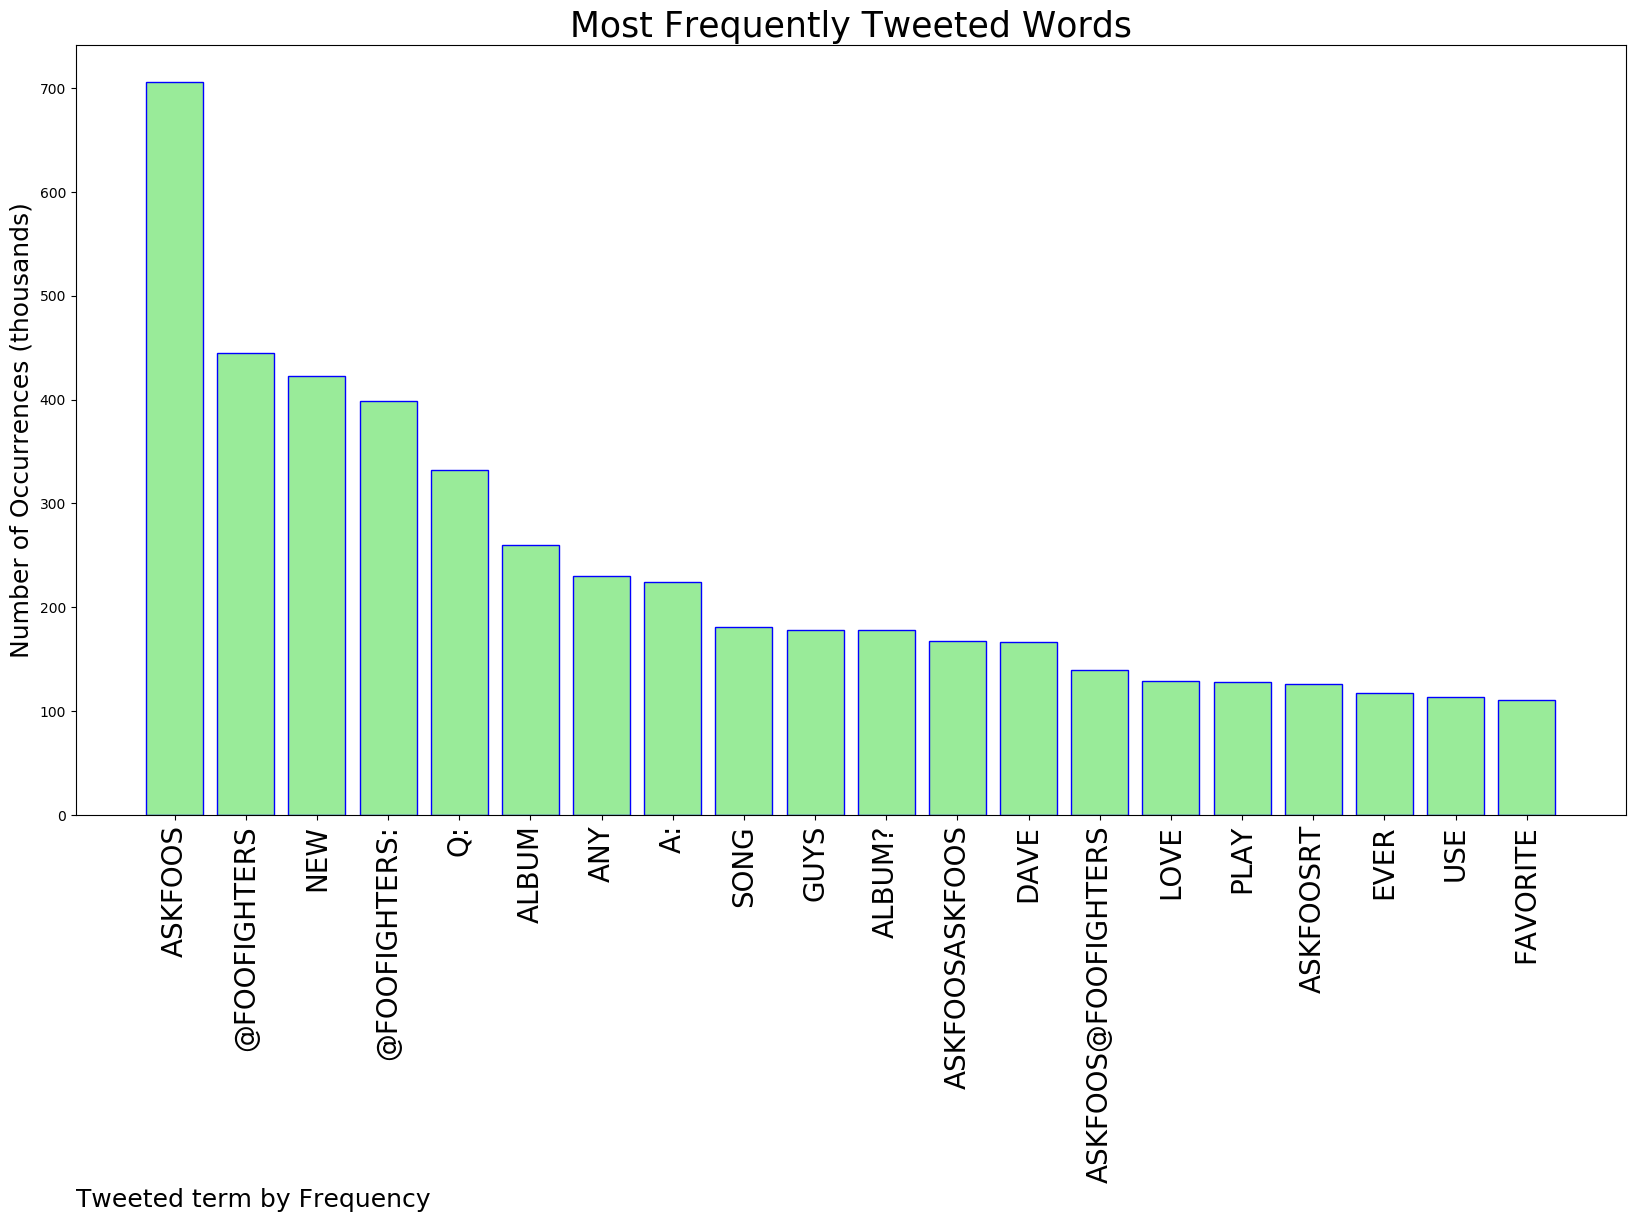 Most Frequently Tweeted Words
Number of Occurrences (thousands)
700
600
500
400
300
200
100
0
ASKFOOS
@FOOFIGHTERS
NEW
@FOOFIGHTERS:
Q:
ALBUM
ANY
A:
SONG
GUYS
ALBUM?
ASKFOOSASKFOOS
DAVE
ASKFOOS@FOOFIGHTERS
LOVE
PLAY
ASKFOOSRT
EVER
USE
FAVORITE
Tweeted term by Frequency